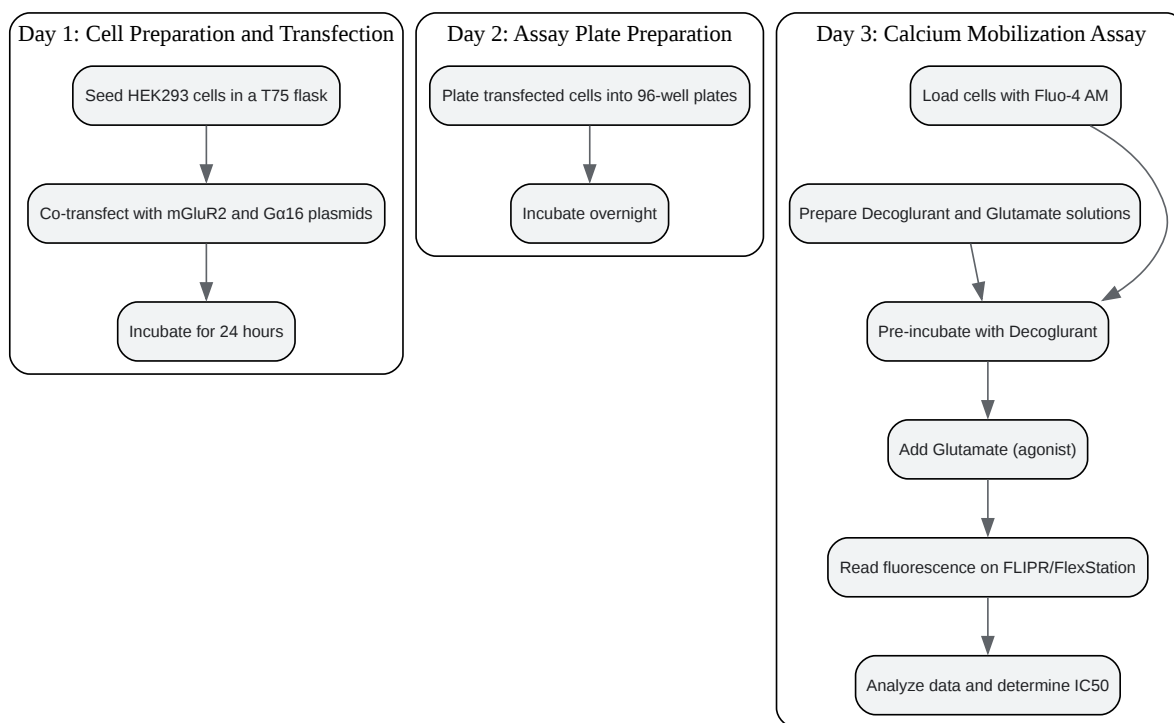 Day 1: Cell Preparation and Transfection
Seed HEK293 cells in a T75 flask
Co-transfect with mGluR2 and Gα16 plasmids
Incubate for 24 hours
Day 2: Assay Plate Preparation
Plate transfected cells into 96-well plates
Incubate overnight
Day 3: Calcium Mobilization Assay
Load cells with Fluo-4 AM
Prepare Decoglurant and Glutamate solutions
Pre-incubate with Decoglurant
Add Glutamate (agonist)
Read fluorescence on FLIPR/FlexStation
Analyze data and determine IC50